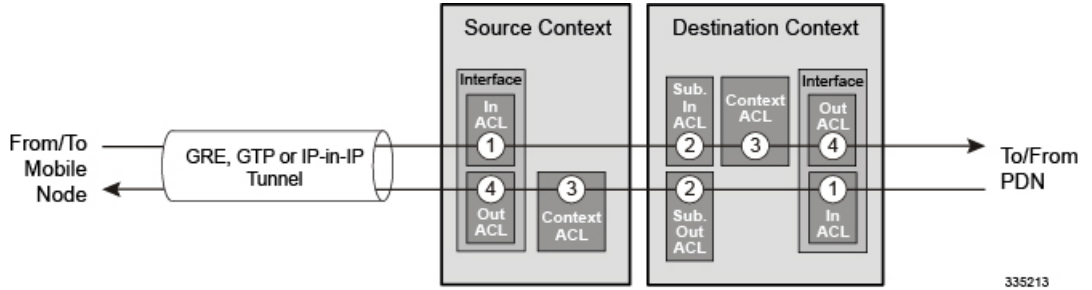 Source Context
Destination Context
Interface
In
ACL
1
Sub.
In
ACL
2
Context
ACL
3
Interface
Out
ACL
4
From/To
Mobile
Node
GRE, GTP or IP-in-IP
Tunnel
To/From
PDN
4
Out
ACL
3
Context
ACL
2
Sub.
Out
ACL
1
In
ACL
335213